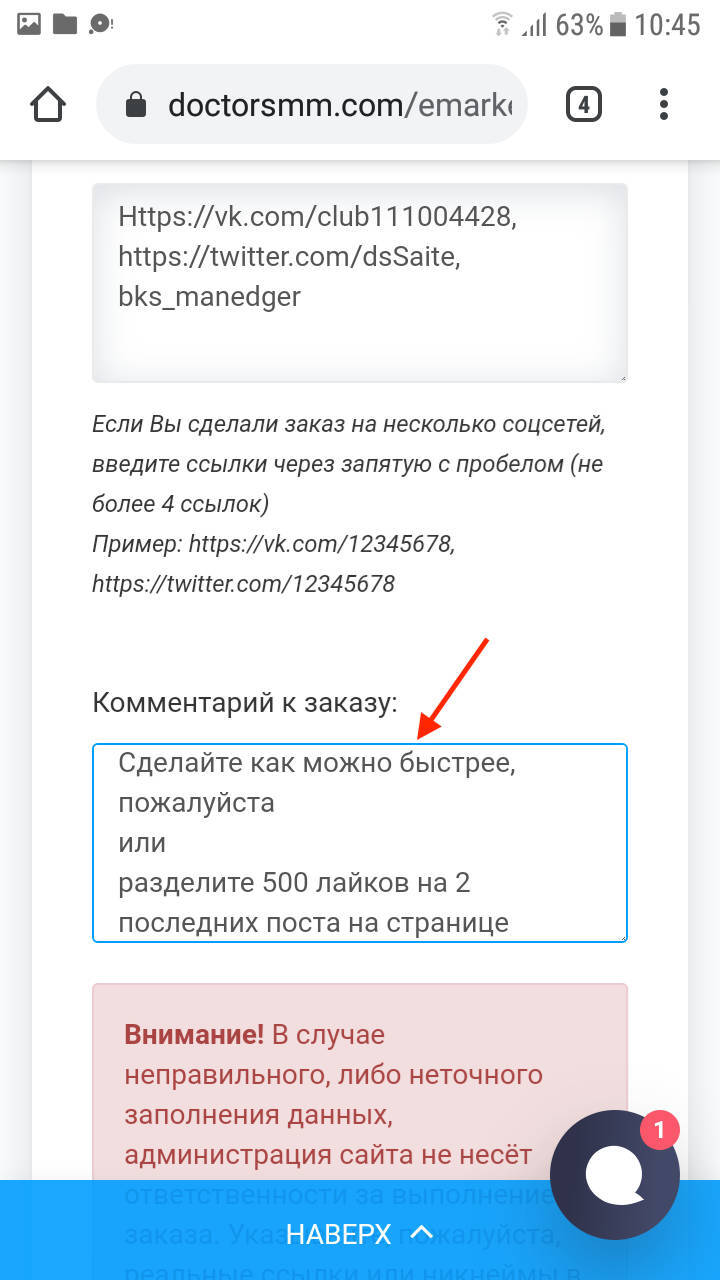 63% 10:45
doctorsmm.com/emarke
4
Https://vk.com/club111004428,
https://twitter.com/dsSaite,
bks_manedger
Если Вы сделали заказ на несколько соцсетей,
введите ссылки через запятую с пробелом (не
более 4 ссылок)
Пример: https://vk.com/12345678,
https://twitter.com/12345678
Комментарий к заказу:
Сделайте как можно быстрее,
пожалуйста
или
разделите 500 лайков на 2
последних поста на странице
Внимание! В случае
неправильного, либо неточного
заполнения данных,
администрация сайта не несёт
1
ответственности за выполнение
заказа. пожалуйста,
НАВЕРХ
реальные ссылки или никнеймы в